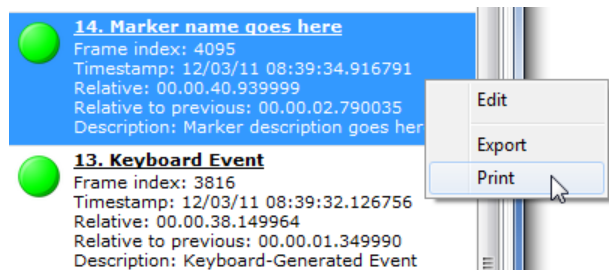 14. Marker name goes here
Frame index: 4095
Timestamp: 12/03/11 08:39:34.916791
Relative: 00.00.40.939999
Relative to previous: 00.00.02.790035
Description: Marker description goes her
Edit
Export
Print
13. Keyboard Event
Frame index: 3816
Timestamp: 12/03/11 08:39:32.126756
Relative: 00.00.38.149964
Relative to previous: 00.00.01.349990
Description: Keyboard-Generated Event